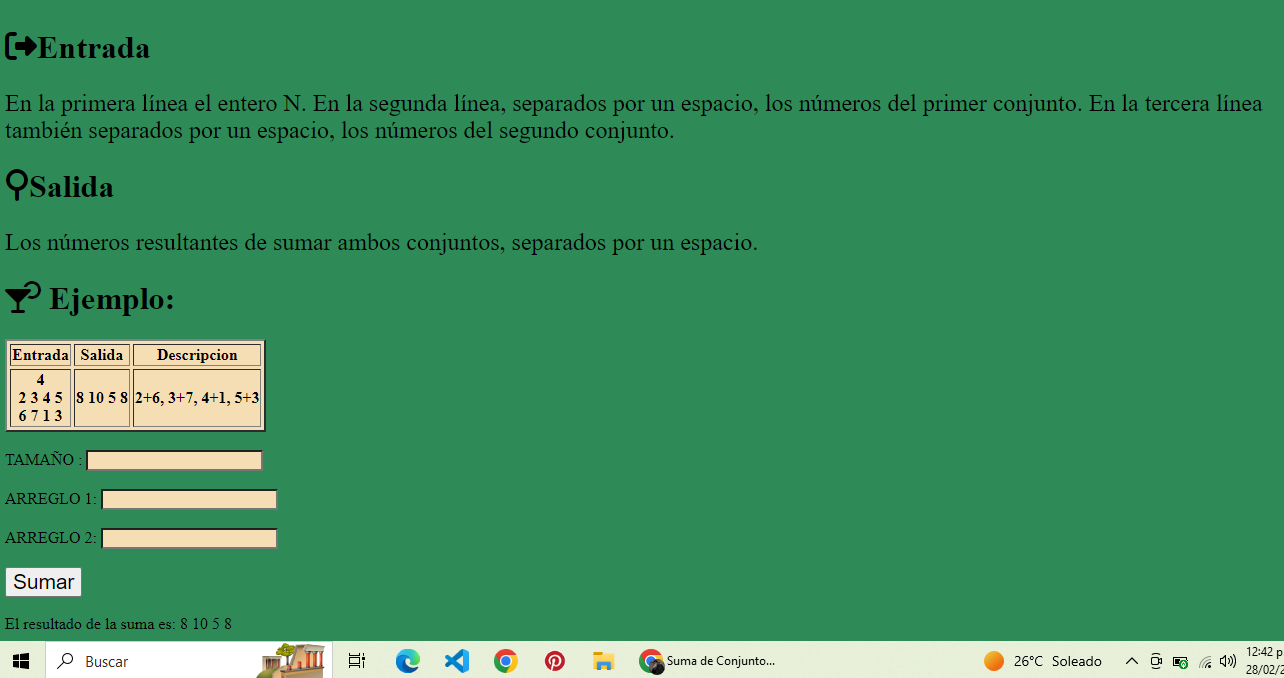 Entrada
En la primera línea el entero N. En la segunda línea, separados por un espacio, los números del primer conjunto. En la tercera línea
también separados por un espacio, los números del segundo conjunto.
Salida
Los números resultantes de sumar ambos conjuntos, separados por un espacio.
Ejemplo:
Entrada Salida Descripcion
4
2 3 4 5
6 7 1 3
8 10 5 8
2+6, 3+7, 4+1, 5+3
TAMAÑO :
ARREGLO 1:
ARREGLO 2:
Sumar
El resultado de la suma es: 8 10 5 8
Buscar
Suma de Conjunto...
26°C Soleado
12:42 p
28/02/2